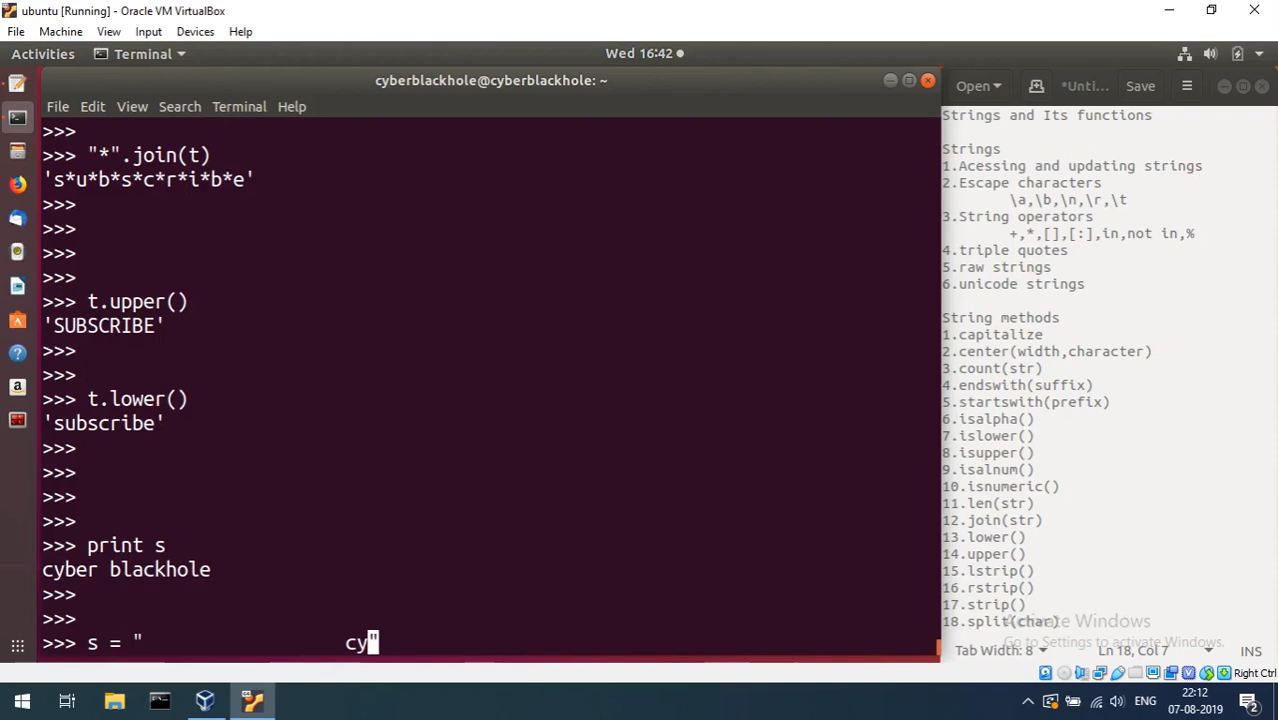 ubuntu [Running] - Oracle VM VirtualBox
File Machine View Input Devices Help
Activities Terminal Wed 16:42
cyberblackhole@cyberblackhole: ~
File Edit View Search Terminal Help
>>>
>>> "*".join(t)
's*u*b*s*c*r*i*b*e'
>>>
>>>
>>>
>>>
>>> t.upper()
'SUBSCRIBE'
>>>
>>>
>>> t.lower()
'subscribe'
>>>
>>>
>>>
>>>
>>> print s
cyber blackhole
>>>
>>>
>>> s = "                 cy"
Open *Unti... Save
Strings and Its functions
Strings
1.Acessing and updating strings
2.Escape characters
\a,\b,\n,\r,\t
3.String operators
+,*,[],[:],in,not in,%
4.triple quotes
5.raw strings
6.unicode strings
String methods
1.capitalize
2.center(width,character)
3.count(str)
4.endswith(suffix)
5.startswith(prefix)
6.isalpha()
7.islower()
8.isupper()
9.isalnum()
10.isnumeric()
11.len(str)
12.join(str)
13.lower()
14.upper()
15.lstrip()
16.rstrip()
17.strip()
18.split(char)
Activate Windows
Go to Settings to activate Windows.
Tab Width: 8 Ln 18, Col 7 INS
Right Ctrl
ENG 22:12
07-08-2019
2